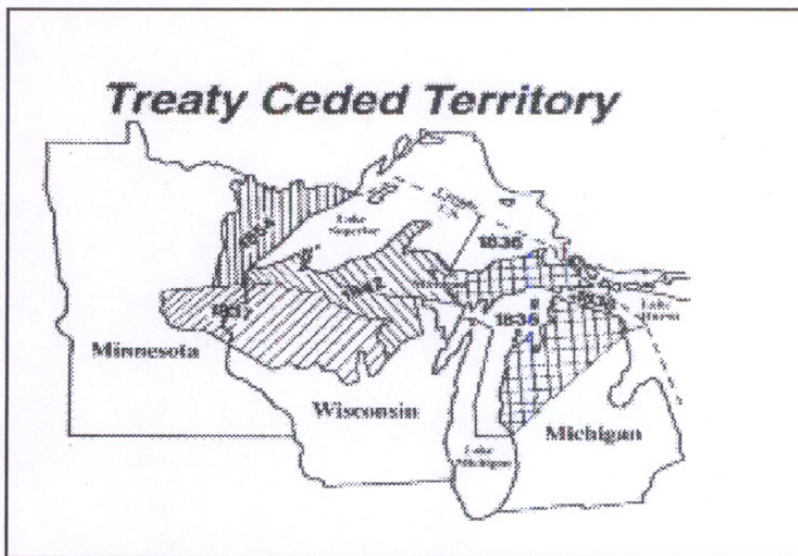 Treaty Ceded Territory
Lake
Superior
1854
1836
1842
1837
1836
Lake
Huron
Minnesota
Wisconsin
Michigan
Lake
Michigan